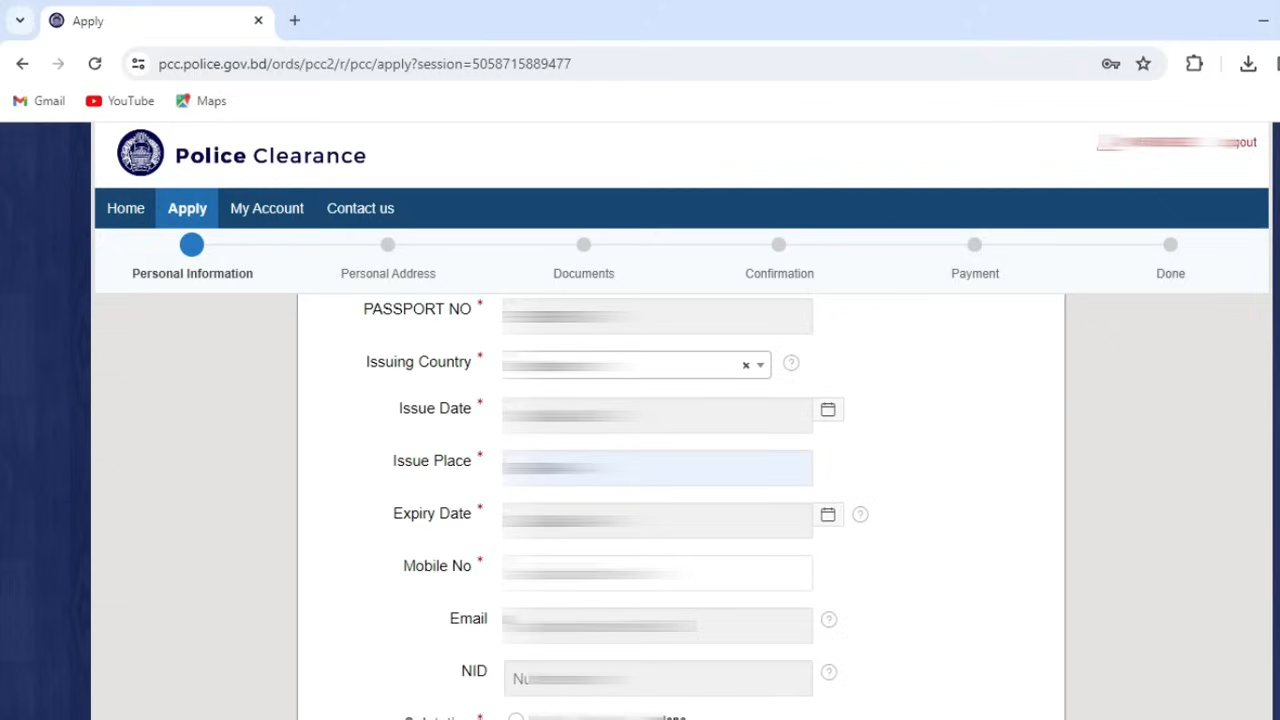 Apply
pcc.police.gov.bd/ords/pcc2/r/pcc/apply?session=5058715889477
Gmail YouTube Maps
Police Clearance
Home Apply My Account Contact us
Personal Information Personal Address Documents Confirmation Payment Done
PASSPORT NO *
Issuing Country *
Issue Date *
Issue Place *
Expiry Date *
Mobile No *
Email
NID